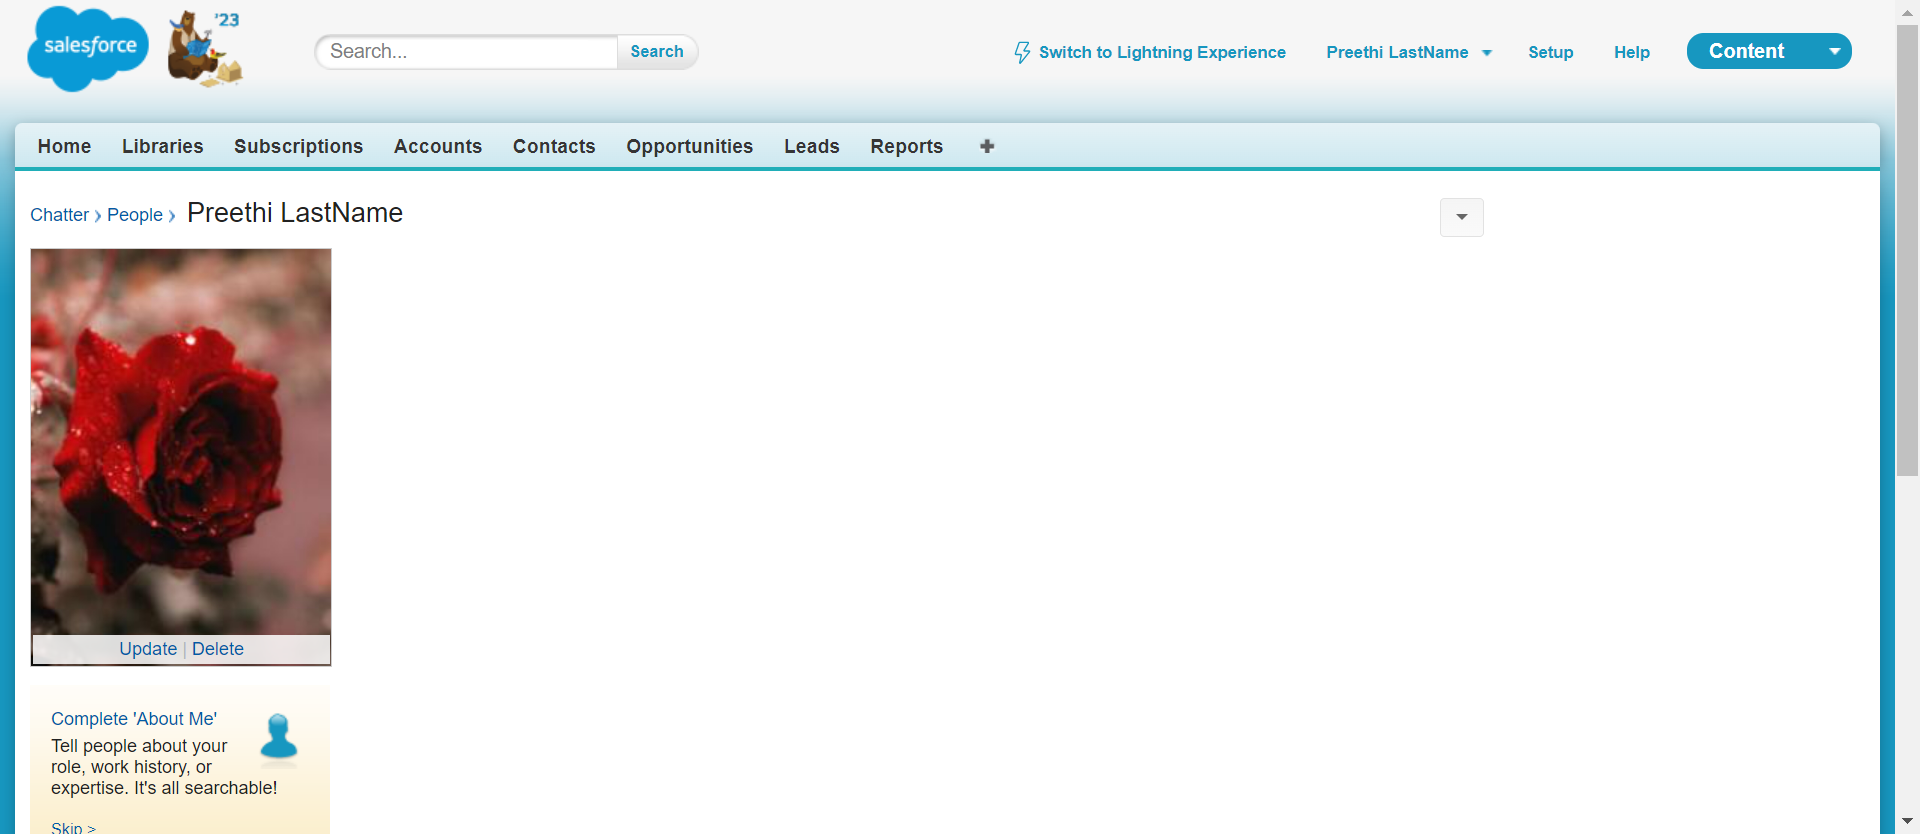 salesforce
'23
Search...
Search
Switch to Lightning Experience
Preethi LastName
Setup
Help
Content
Home
Libraries
Subscriptions
Accounts
Contacts
Opportunities
Leads
Reports
Chatter
People
Preethi LastName
Update | Delete
Complete 'About Me'
Tell people about your
role, work history, or
expertise. It's all searchable!
Skip >